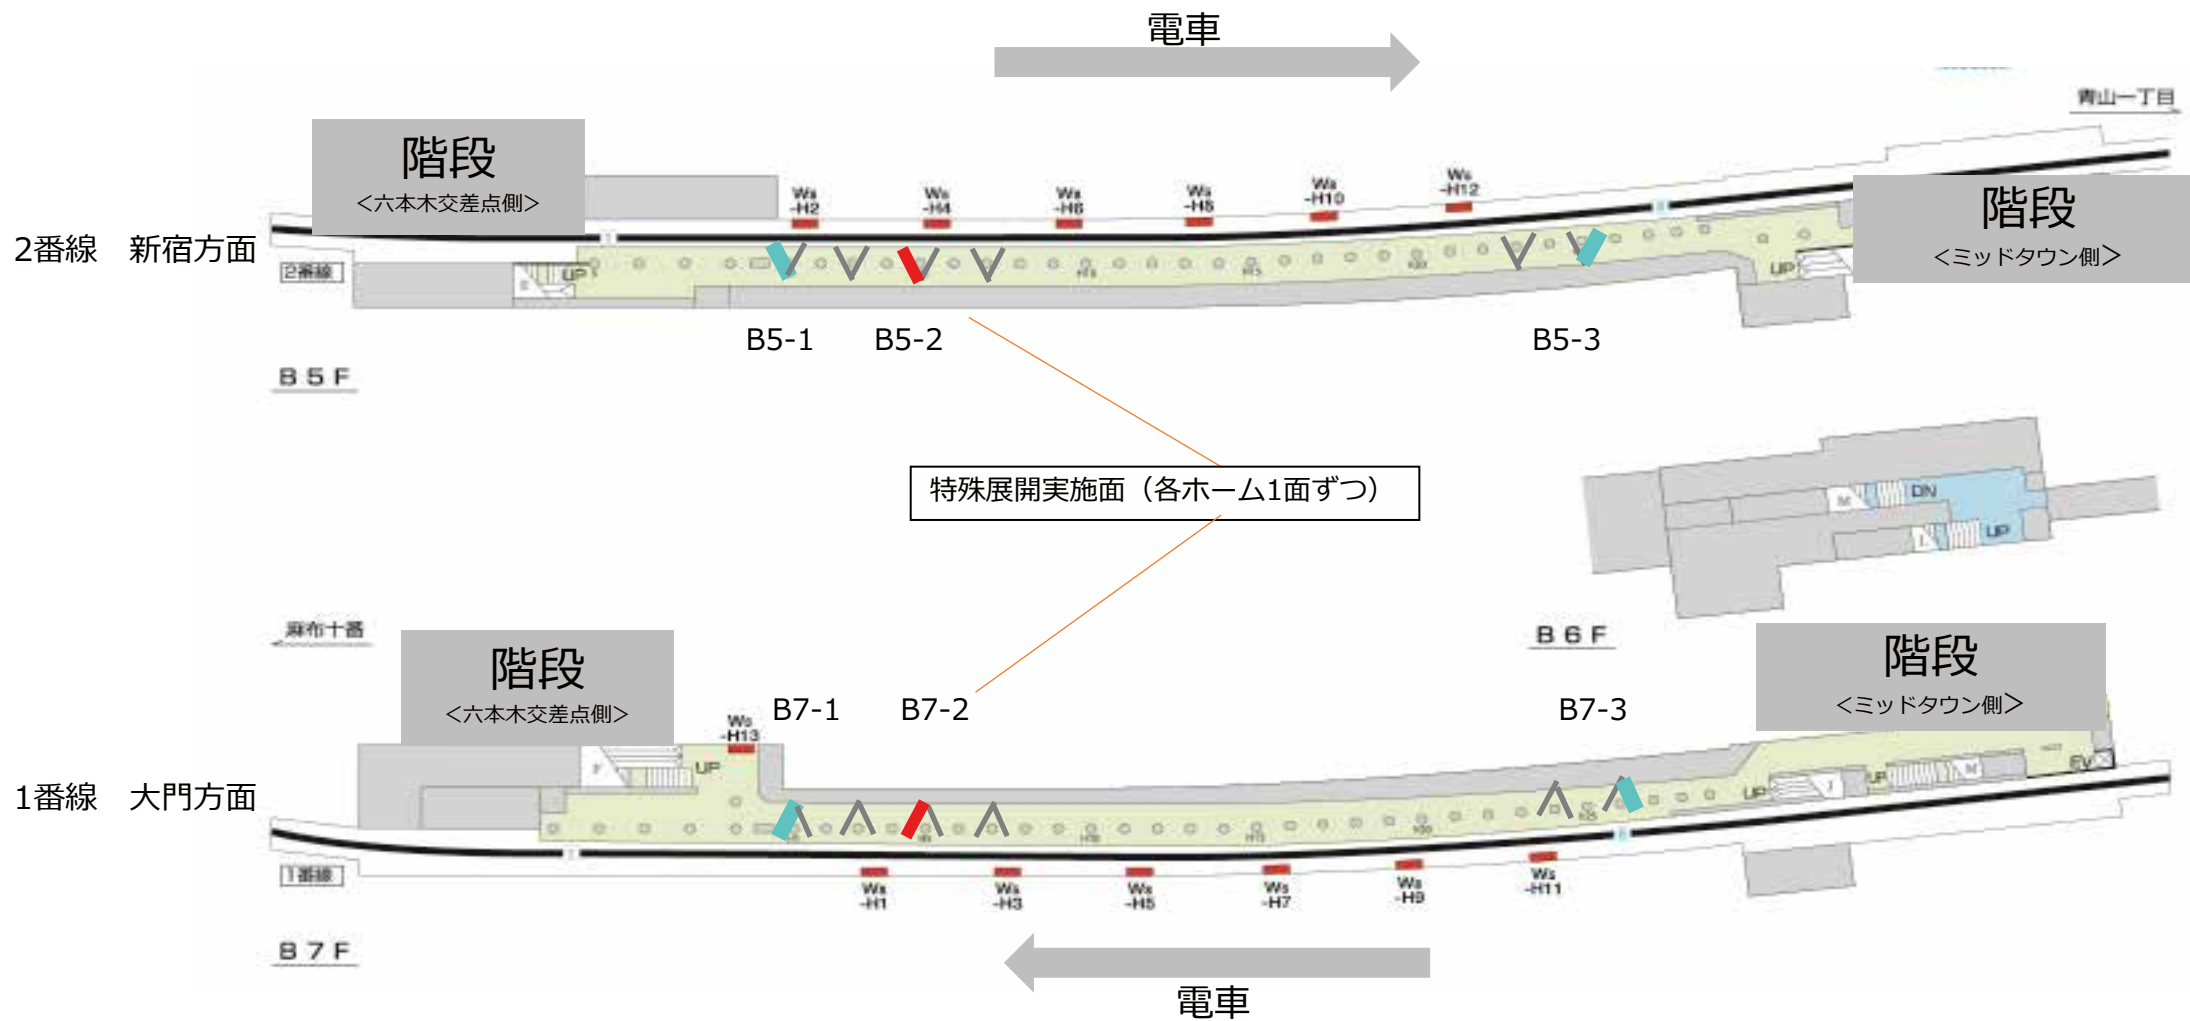 電車
青山一丁目
階段
<六本木交差点側>
Ws
-H2
Ws
-H4
Ws
-H6
Ws
-H8
Ws
-H10
Ws
-H12
階段
<ミッドタウン側>
2番線 新宿方面
2番線
UP
UP
B5-1
B5-2
B5-3
B5F
特殊展開実施面（各ホーム1面ずつ）
DN
UP
麻布十番
B6F
階段
<六本木交差点側>
Ws
-H13
B7-1
B7-2
B7-3
階段
<ミッドタウン側>
UP
1番線 大門方面
UP
UP
EV
1番線
Ws
-H1
Ws
-H3
Ws
-H5
Ws
-H7
Ws
-H9
Ws
-H11
B7F
電車